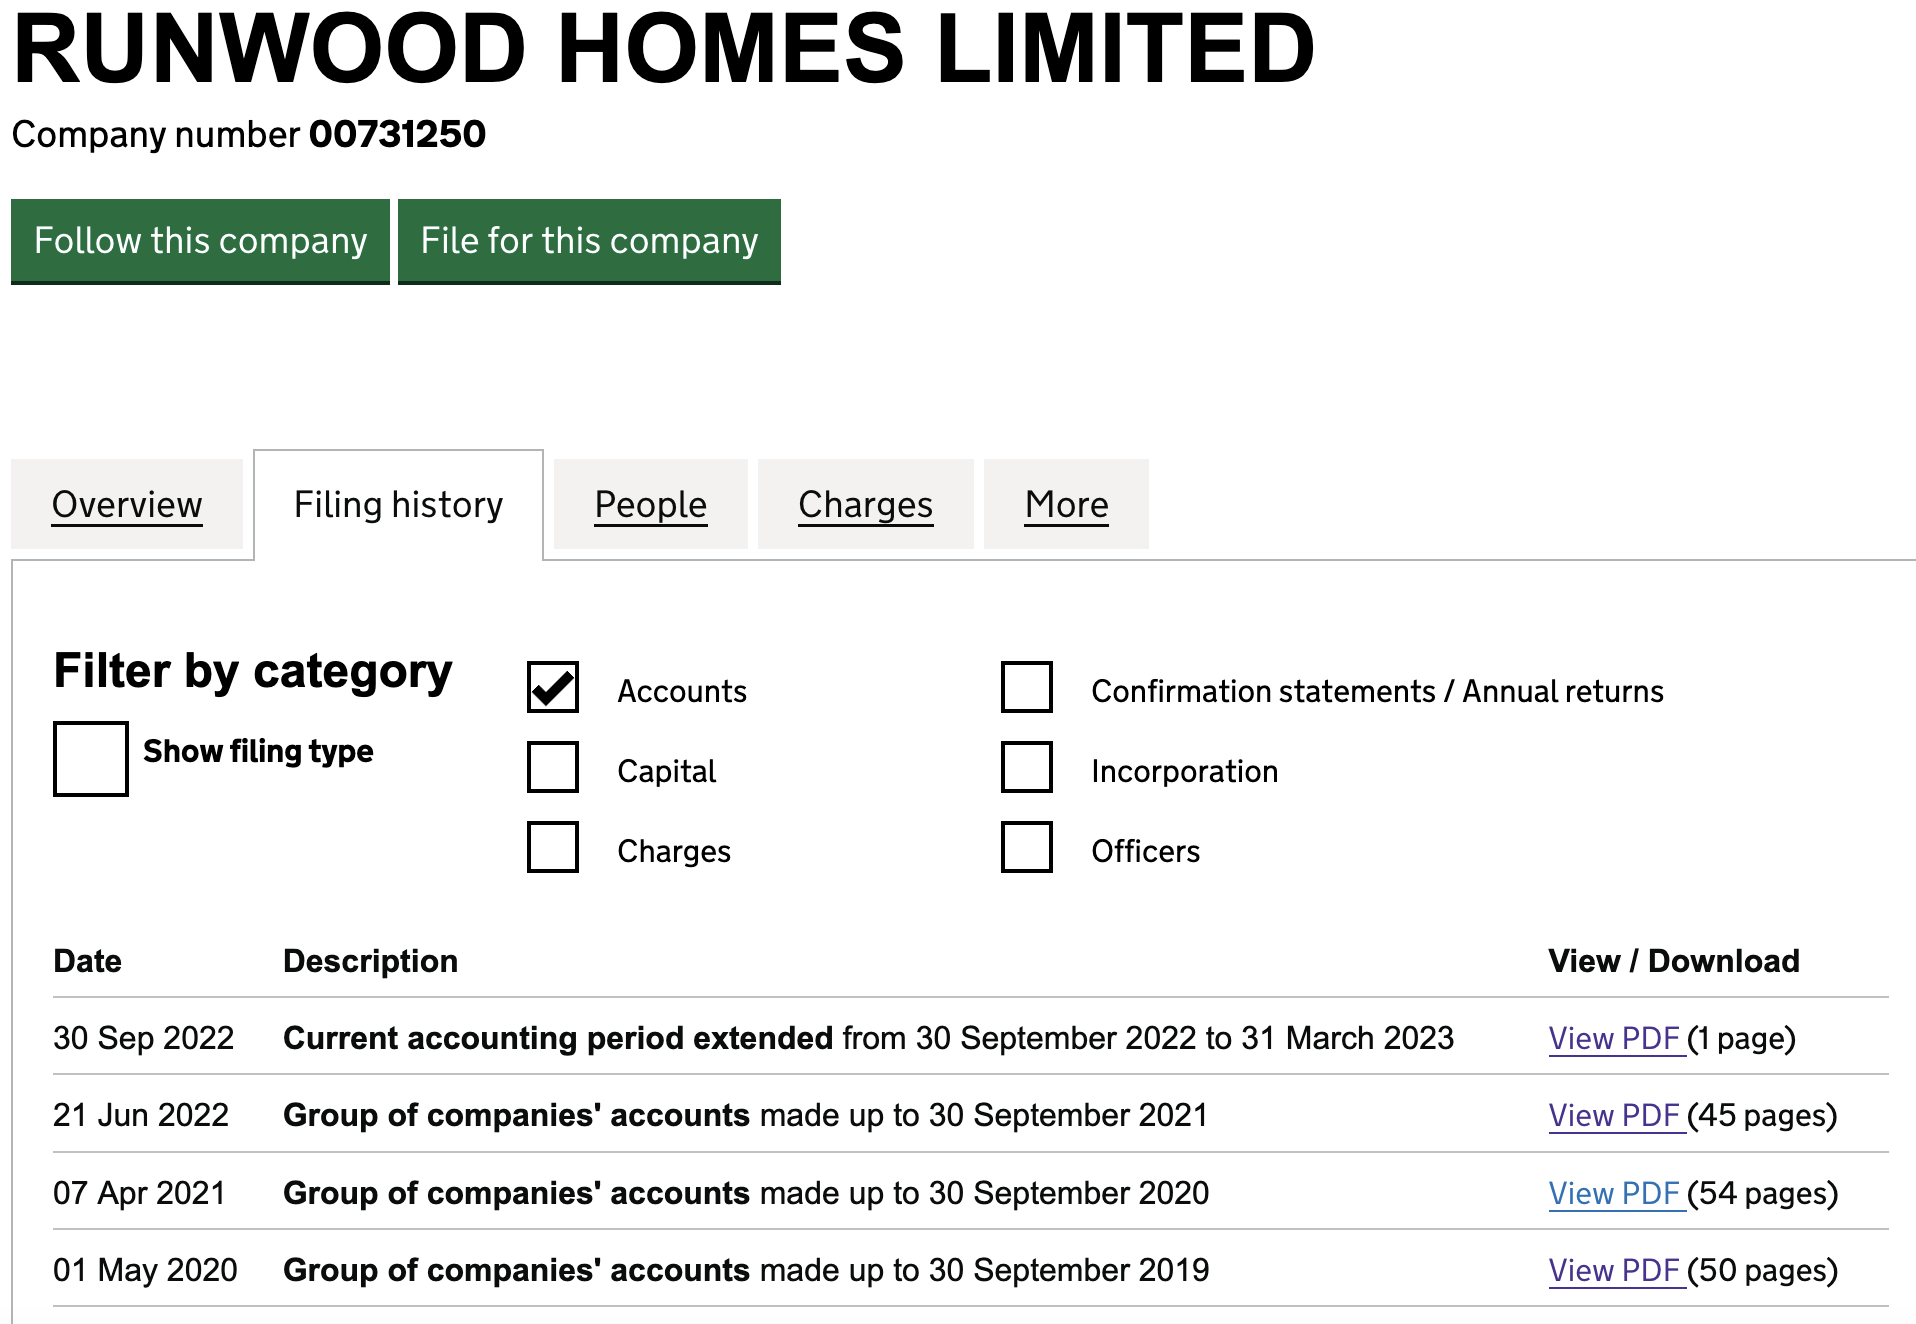 RUNWOOD HOMES LIMITED
Company number 00731250
Follow this company File for this company
Overview Filing history People Charges More
Filter by category
Show filing type
Accounts Confirmation statements / Annual returns
Capital Incorporation
Charges Officers
Date Description View / Download
30 Sep 2022 Current accounting period extended from 30 September 2022 to 31 March 2023 View PDF (1 page)
21 Jun 2022 Group of companies' accounts made up to 30 September 2021 View PDF (45 pages)
07 Apr 2021 Group of companies' accounts made up to 30 September 2020 View PDF (54 pages)
01 May 2020 Group of companies' accounts made up to 30 September 2019 View PDF (50 pages)